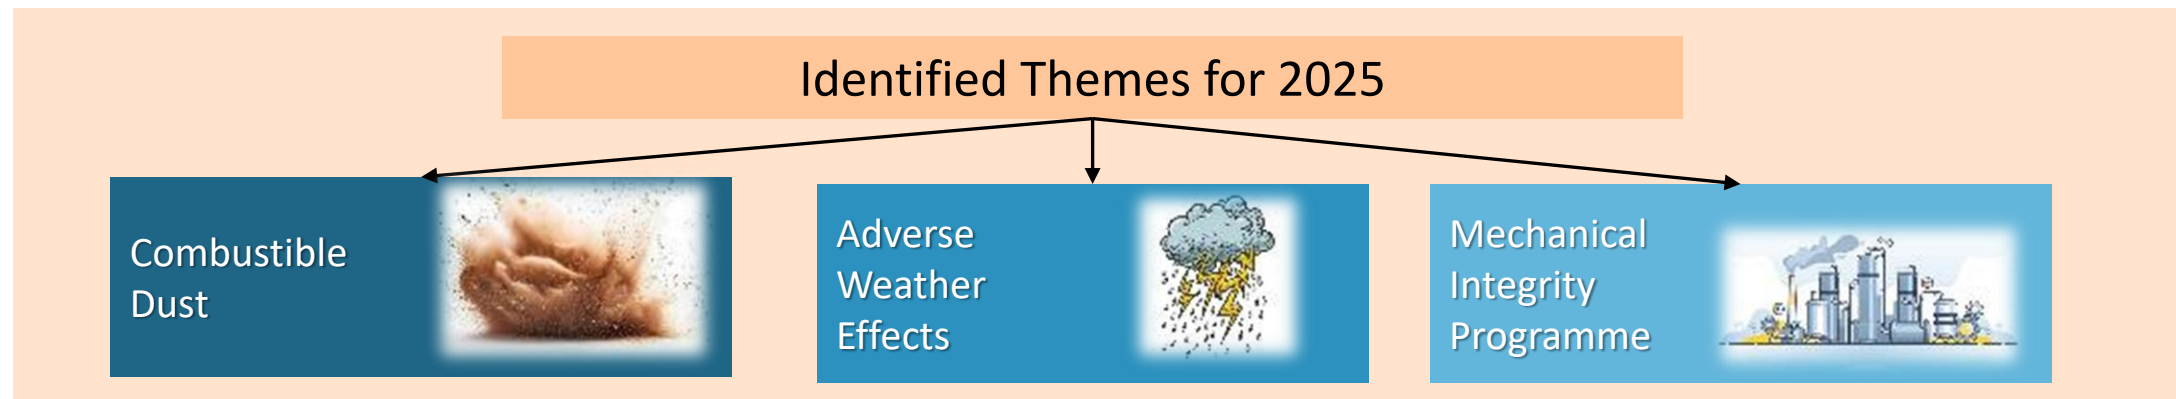 Identified Themes for 2025
Combustible
Dust
Adverse
Weather
Effects
Mechanical
Integrity
Programme